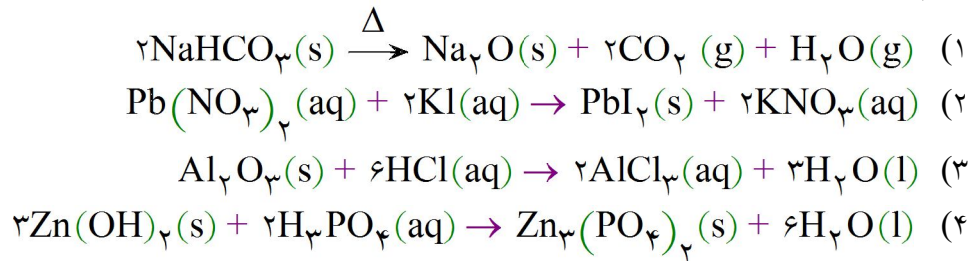 ۱) ۲NaHCO۳(s) Δ→ Na۲O(s) + ۲CO۲ (g) + H۲O(g)
۲) Pb(NO۳)۲(aq) + ۲Kl(aq) → PbI۲(s) + ۲KNO۳(aq)
۳) Al۲O۳(s) + ۶HCl(aq) → ۲AlCl۳(aq) + ۳H۲O(l)
۴) ۳Zn(OH)۲(s) + ۲H۳PO۴(aq) → Zn۳(PO۴)۲(s) + ۶H۲O(l)